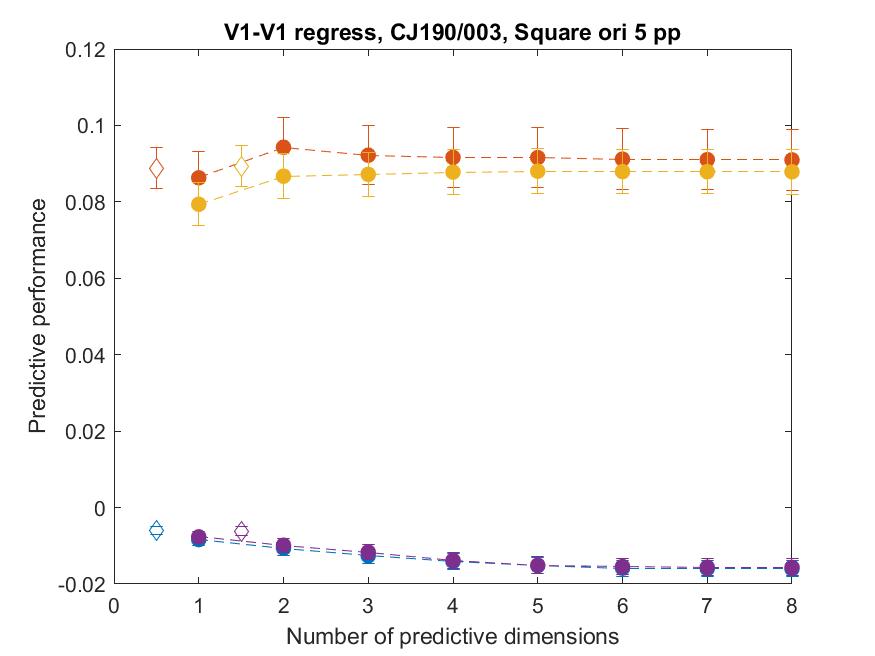 V1-V1 regress, CJ190/003, Square ori 5 pp
0.12
0.1
0.08
0.06
0.04
0.02
0
-0.02
Predictive performance
0 1 2 3 4 5 6 7 8
Number of predictive dimensions